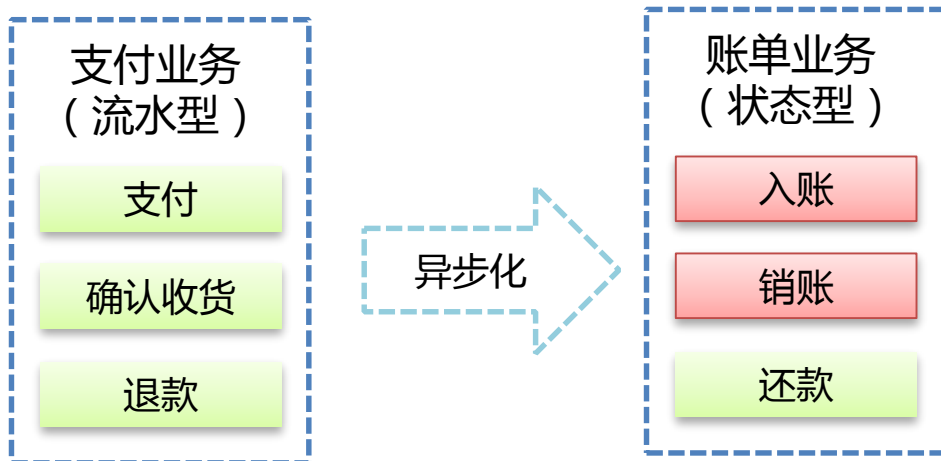 支付业务
（流水型）
支付
确认收货
退款
异步化
账单业务
（状态型）
入账
销账
还款